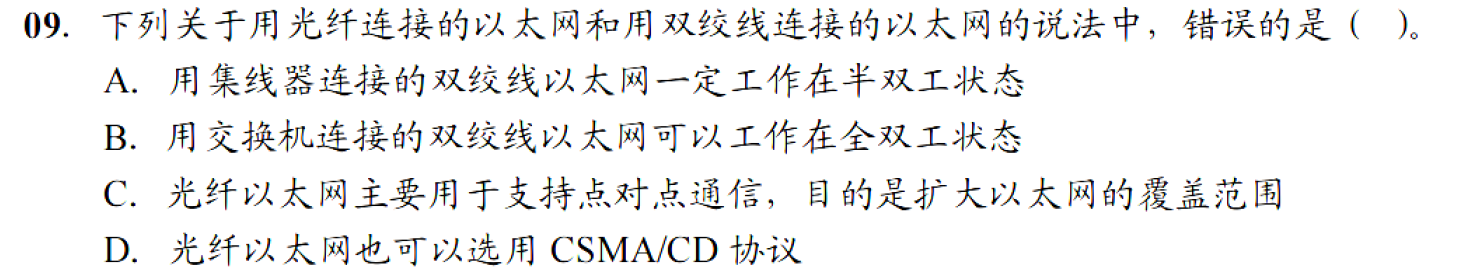 09. 下列关于用光纤连接的以太网和用双绞线连接的以太网的说法中，错误的是（ ）。
A. 用集线器连接的双绞线以太网一定工作在半双工状态
B. 用交换机连接的双绞线以太网可以工作在全双工状态
C. 光纤以太网主要用于支持点对点通信，目的是扩大以太网的覆盖范围
D. 光纤以太网也可以选用 CSMA/CD 协议